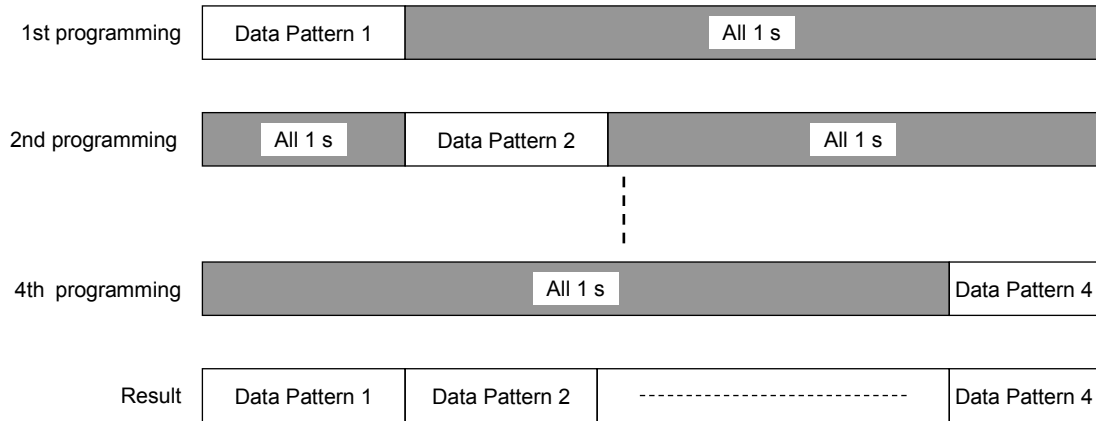 1st programming Data Pattern 1 All 1 s
2nd programming All 1 s Data Pattern 2 All 1 s
4th programming All 1 s Data Pattern 4
Result Data Pattern 1 Data Pattern 2 Data Pattern 4